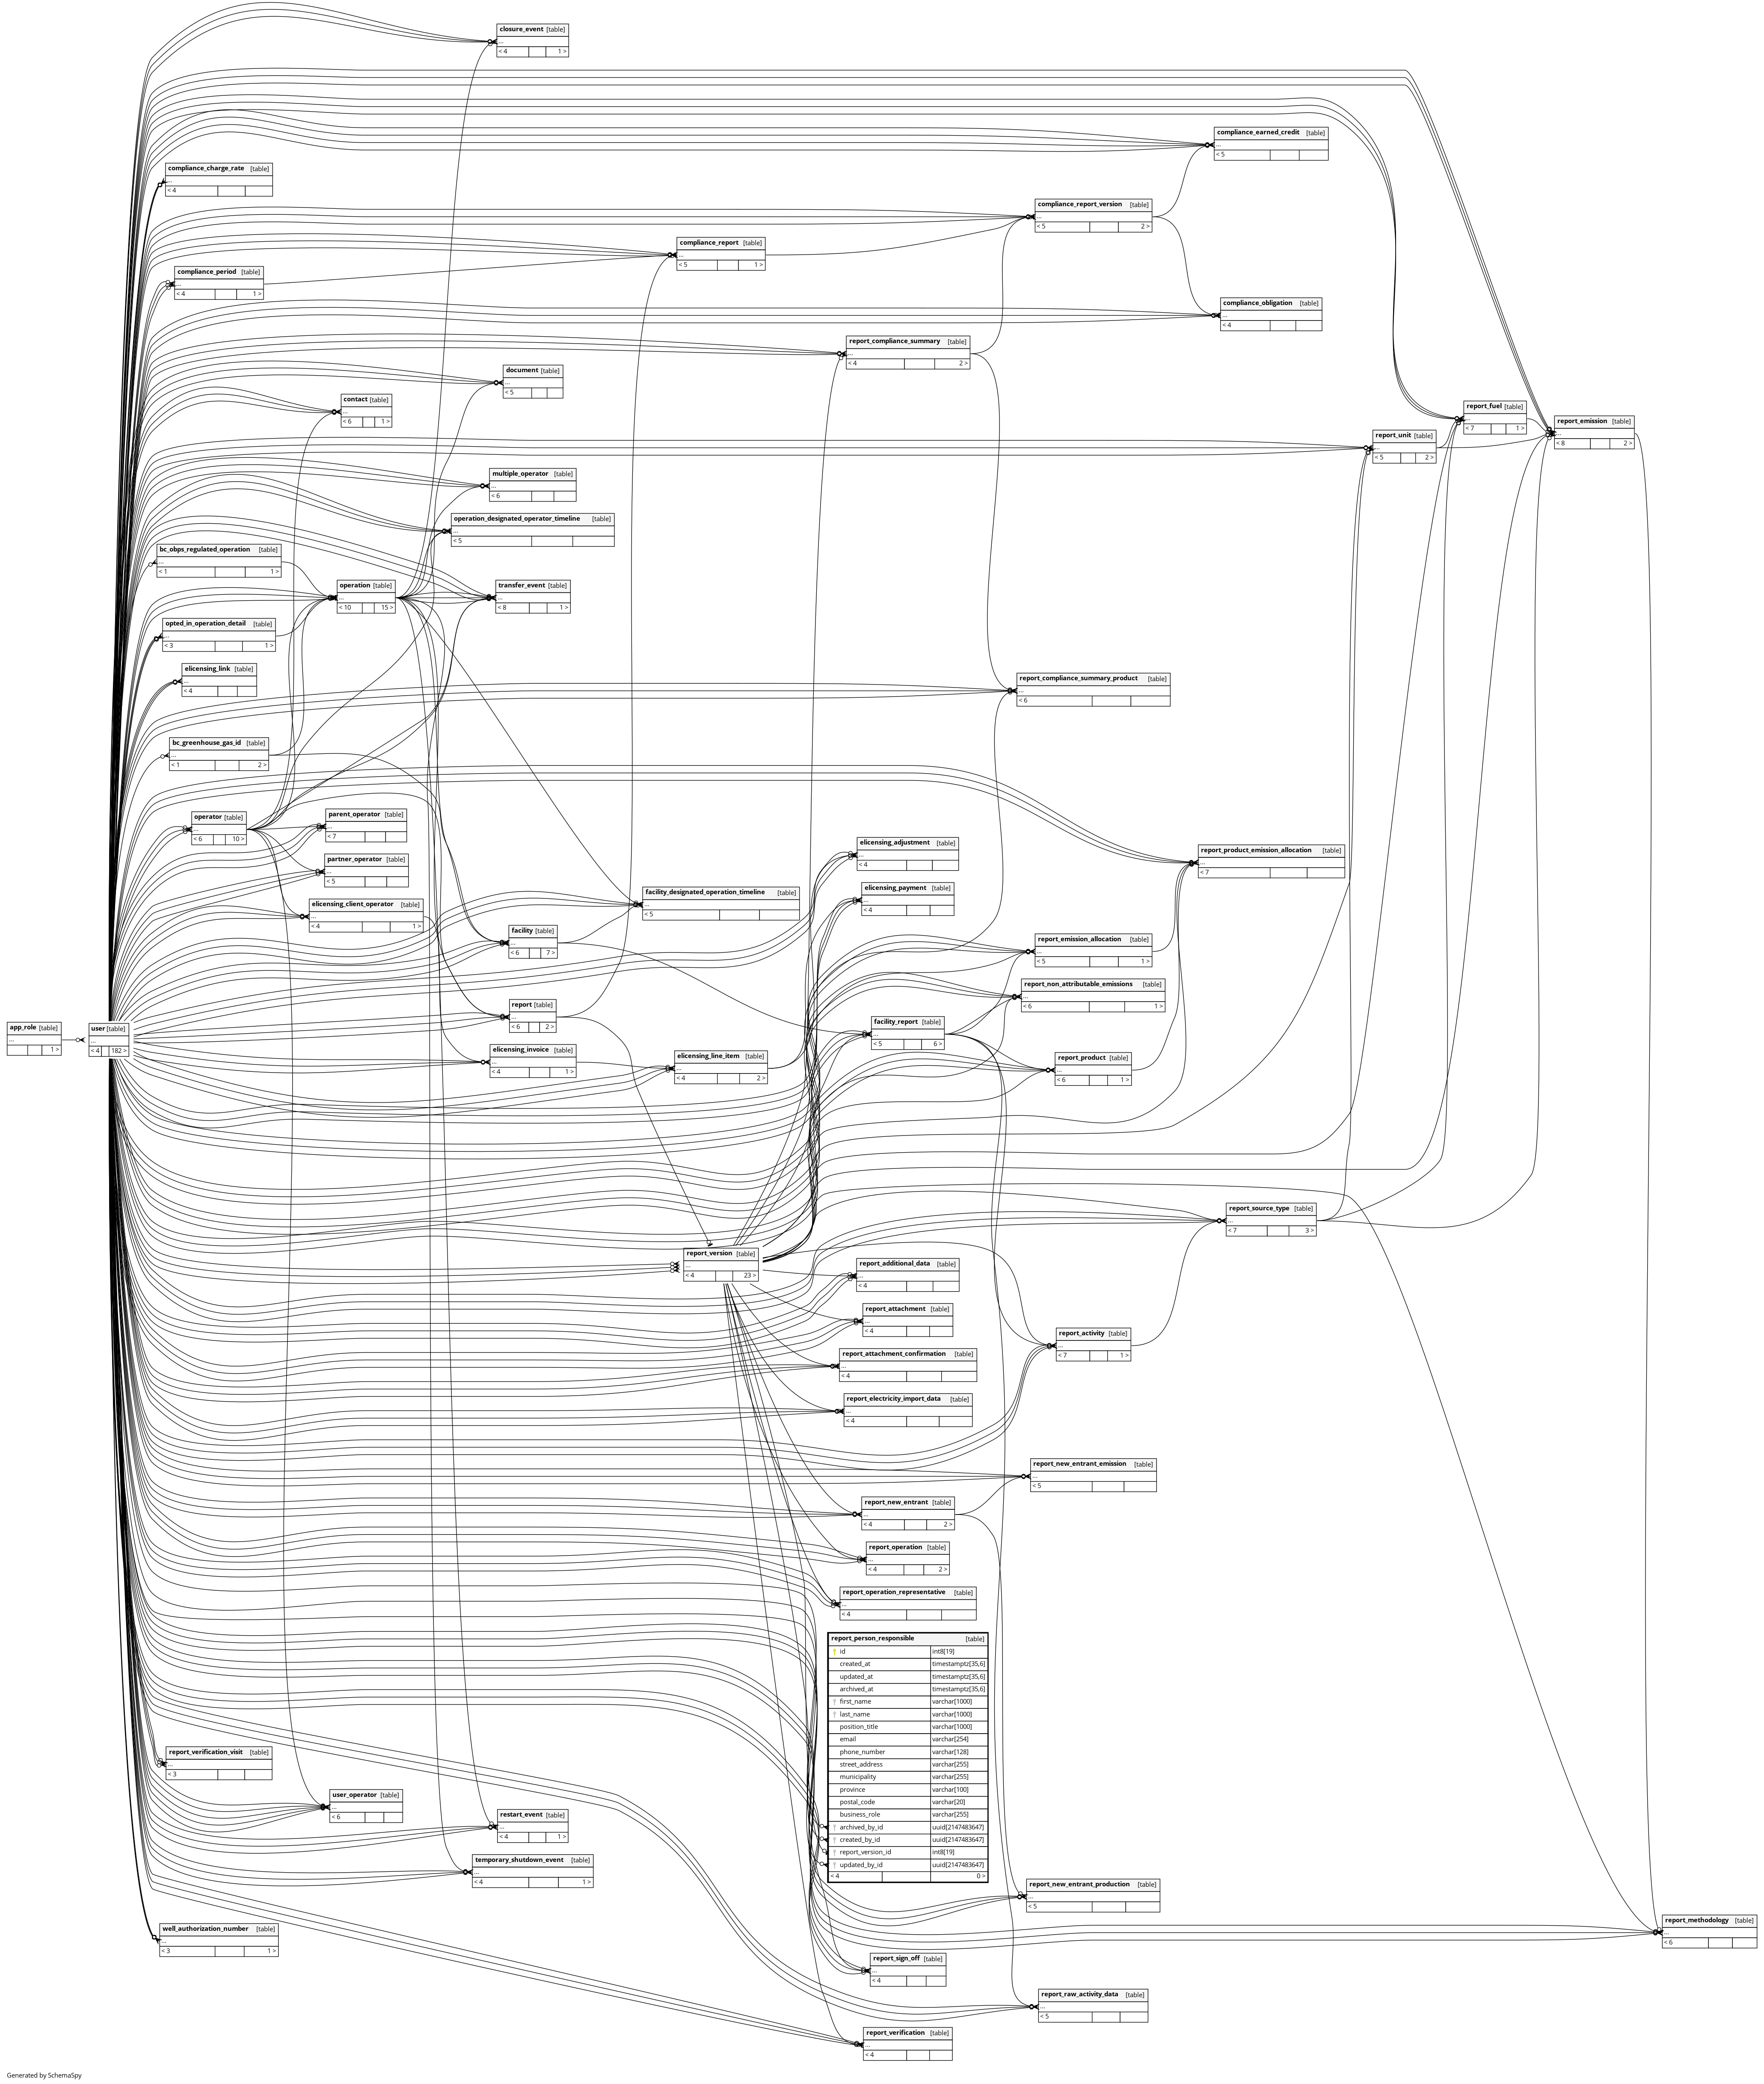 closure_event [table]
...
< 4 1 >
compliance_earned_credit [table]
...
< 5
compliance_charge_rate [table]
...
< 4
compliance_report_version [table]
...
< 5 2 >
compliance_report [table]
...
< 5 1 >
compliance_period [table]
...
< 4 1 >
compliance_obligation [table]
...
< 4
report_compliance_summary [table]
...
< 4 2 >
document [table]
...
< 5
contact [table]
...
< 6 1 >
report_fuel [table]
...
< 7 1 >
report_emission [table]
...
< 8 2 >
report_unit [table]
...
< 5 2 >
multiple_operator [table]
...
< 6
operation_designated_operator_timeline [table]
...
< 5
bc_obps_regulated_operation [table]
...
< 1 1 >
operation [table]
...
< 10 15 >
transfer_event [table]
...
< 8 1 >
opted_in_operation_detail [table]
...
< 3 1 >
elicensing_link [table]
...
< 4
report_compliance_summary_product [table]
...
< 6
bc_greenhouse_gas_id [table]
...
< 1 2 >
operator [table]
...
< 6 10 >
parent_operator [table]
...
< 7
partner_operator [table]
...
< 5
elicensing_client_operator [table]
...
< 4 1 >
elicensing_adjustment [table]
...
< 4
report_product_emission_allocation [table]
...
< 7
elicensing_payment [table]
...
< 4
facility_designated_operation_timeline [table]
...
< 5
facility [table]
...
< 6 7 >
report_emission_allocation [table]
...
< 5 1 >
report_non_attributable_emissions [table]
...
< 6 1 >
report [table]
...
< 6 2 >
facility_report [table]
...
< 5 6 >
app_role [table]
...
1 >
user [table]
...
< 4 182 >
elicensing_invoice [table]
...
< 4 1 >
elicensing_line_item [table]
...
< 4 2 >
report_product [table]
...
< 6 1 >
report_source_type [table]
...
< 7 3 >
report_version [table]
...
< 4 23 >
report_additional_data [table]
...
< 4
report_attachment [table]
...
< 4
report_activity [table]
...
< 7 1 >
report_attachment_confirmation [table]
...
< 4
report_electricity_import_data [table]
...
< 4
report_new_entrant_emission [table]
...
< 5
report_new_entrant [table]
...
< 4 2 >
report_operation [table]
...
< 4 2 >
report_operation_representative [table]
...
< 4
report_person_responsible [table]
id int8[19]
created_at timestamptz[35,6]
updated_at timestamptz[35,6]
archived_at timestamptz[35,6]
first_name varchar[1000]
last_name varchar[1000]
position_title varchar[1000]
email varchar[254]
phone_number varchar[128]
street_address varchar[255]
municipality varchar[255]
province varchar[100]
postal_code varchar[20]
business_role varchar[255]
archived_by_id uuid[2147483647]
created_by_id uuid[2147483647]
report_version_id int8[19]
updated_by_id uuid[2147483647]
< 4 0 >
report_verification_visit [table]
...
< 3
user_operator [table]
...
< 6
restart_event [table]
...
< 4 1 >
temporary_shutdown_event [table]
...
< 4 1 >
report_new_entrant_production [table]
...
< 5
well_authorization_number [table]
...
< 3 1 >
report_methodology [table]
...
< 6
report_sign_off [table]
...
< 4
report_raw_activity_data [table]
...
< 5
report_verification [table]
...
< 4
Generated by SchemaSpy